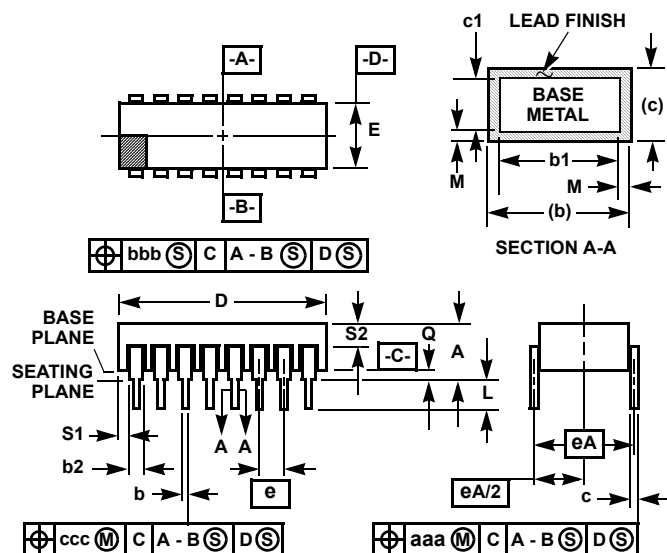 c1
LEAD FINISH
-A-
-D-
E
BASE
METAL
(c)
b1
M
M
-B-
(b)
⌖ bbb Ⓢ C A - B Ⓢ D Ⓢ
SECTION A-A
D
BASE
PLANE
S2
Q
A
-C-
SEATING
PLANE
L
S1
b2
A A
eA
b
e
eA/2
c
⌖ ccc Ⓜ C A - B Ⓢ D Ⓢ
⌖ aaa Ⓜ C A - B Ⓢ D Ⓢ